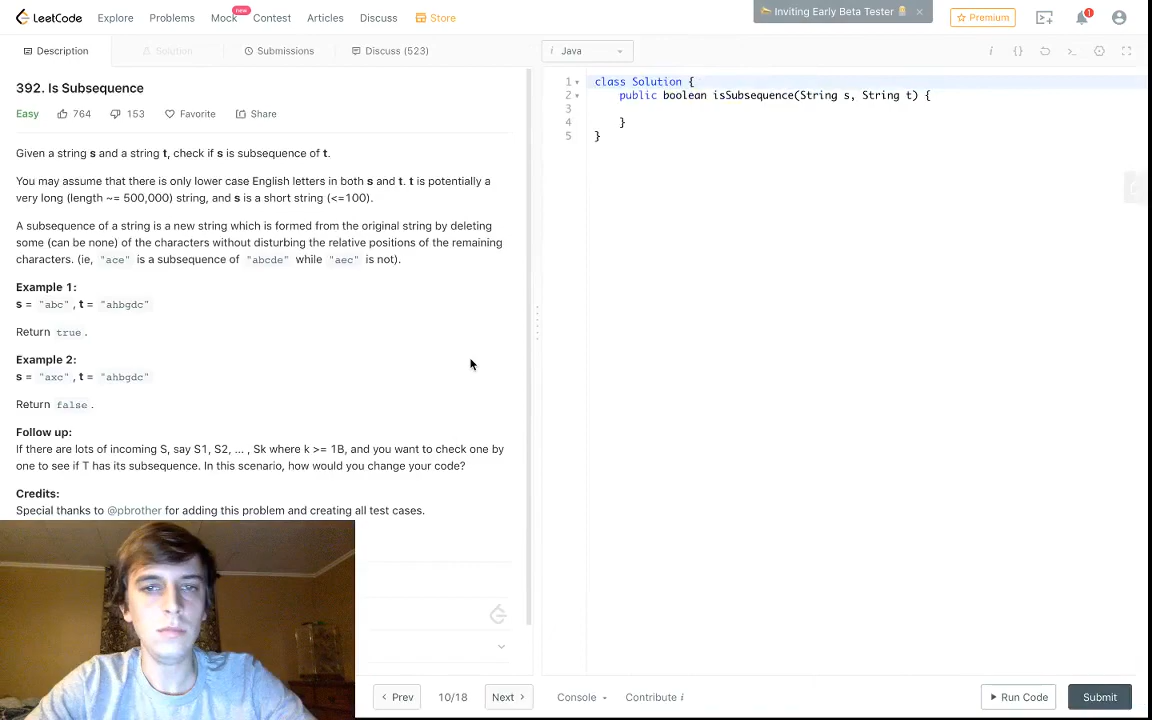 LeetCode Explore Problems Mock new Contest Articles Discuss Store Inviting Early Beta Tester × Premium 1
Description Solution Submissions Discuss (523) i Java i {}
392. Is Subsequence
Easy 764 153 Favorite Share
Given a string s and a string t, check if s is subsequence of t.
You may assume that there is only lower case English letters in both s and t. t is potentially a
very long (length ~= 500,000) string, and s is a short string (<=100).
A subsequence of a string is a new string which is formed from the original string by deleting
some (can be none) of the characters without disturbing the relative positions of the remaining
characters. (ie, "ace" is a subsequence of "abcde" while "aec" is not).
Example 1:
s = "abc", t = "ahbgdc"
Return true.
Example 2:
s = "axc", t = "ahbgdc"
Return false.
Follow up:
If there are lots of incoming S, say S1, S2, ... , Sk where k >= 1B, and you want to check one by
one to see if T has its subsequence. In this scenario, how would you change your code?
Credits:
Special thanks to @pbrother for adding this problem and creating all test cases.
1 class Solution {
2 public boolean isSubsequence(String s, String t) {
3
4 }
5 }
Prev 10/18 Next Console Contribute i Run Code Submit